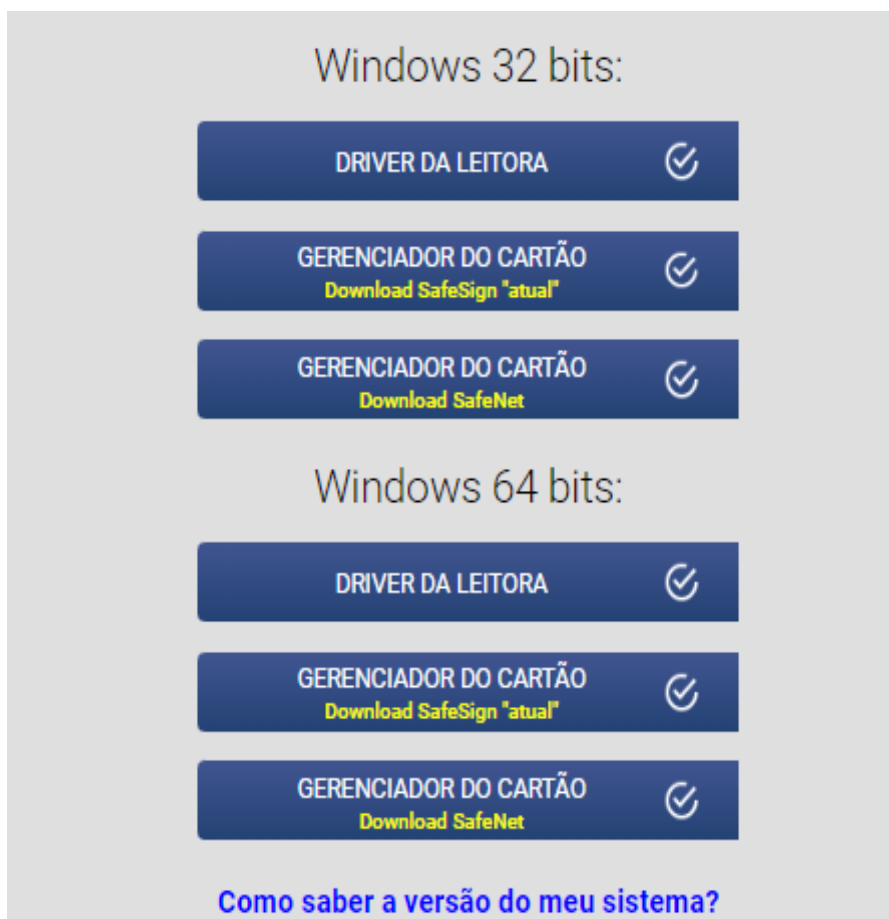 Windows 32 bits:
DRIVER DA LEITORA
GERENCIADOR DO CARTÃO
Download SafeSign "atual"
GERENCIADOR DO CARTÃO
Download SafeNet
Windows 64 bits:
DRIVER DA LEITORA
GERENCIADOR DO CARTÃO
Download SafeSign "atual"
GERENCIADOR DO CARTÃO
Download SafeNet
Como saber a versão do meu sistema?